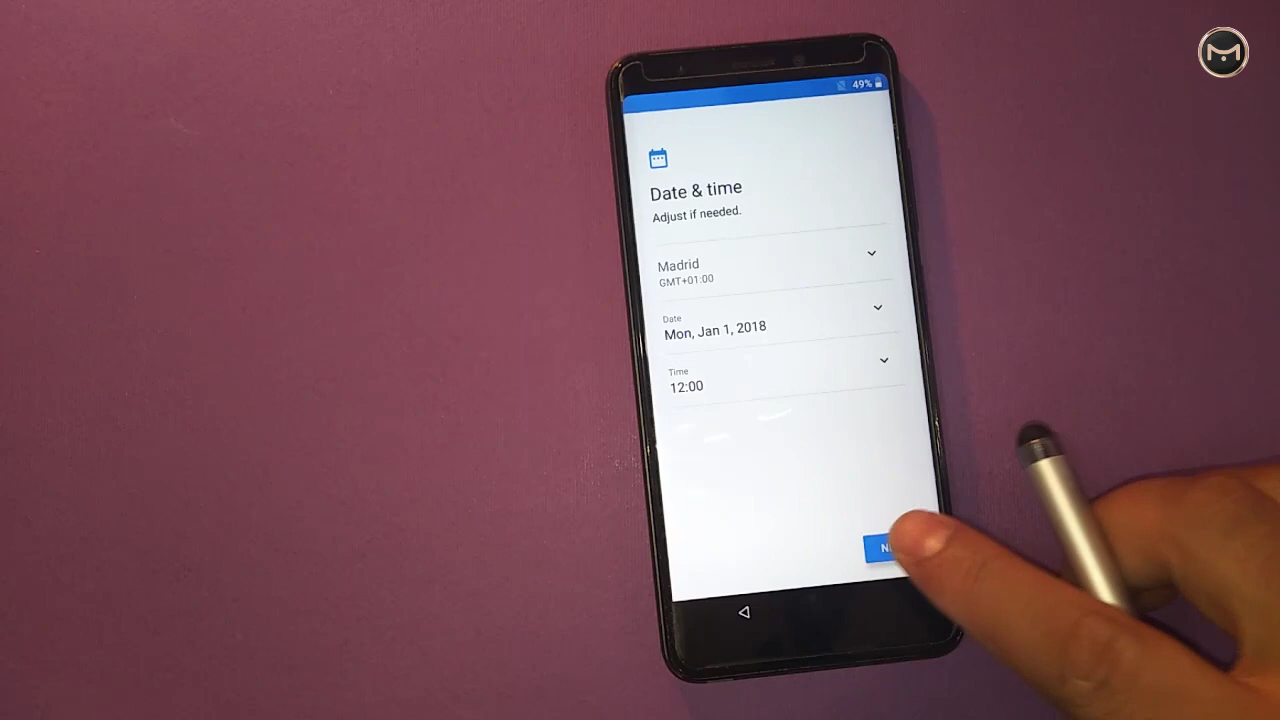 49%
Date & time
Adjust if needed.
Madrid
GMT+01:00
Date
Mon, Jan 1, 2018
Time
12:00